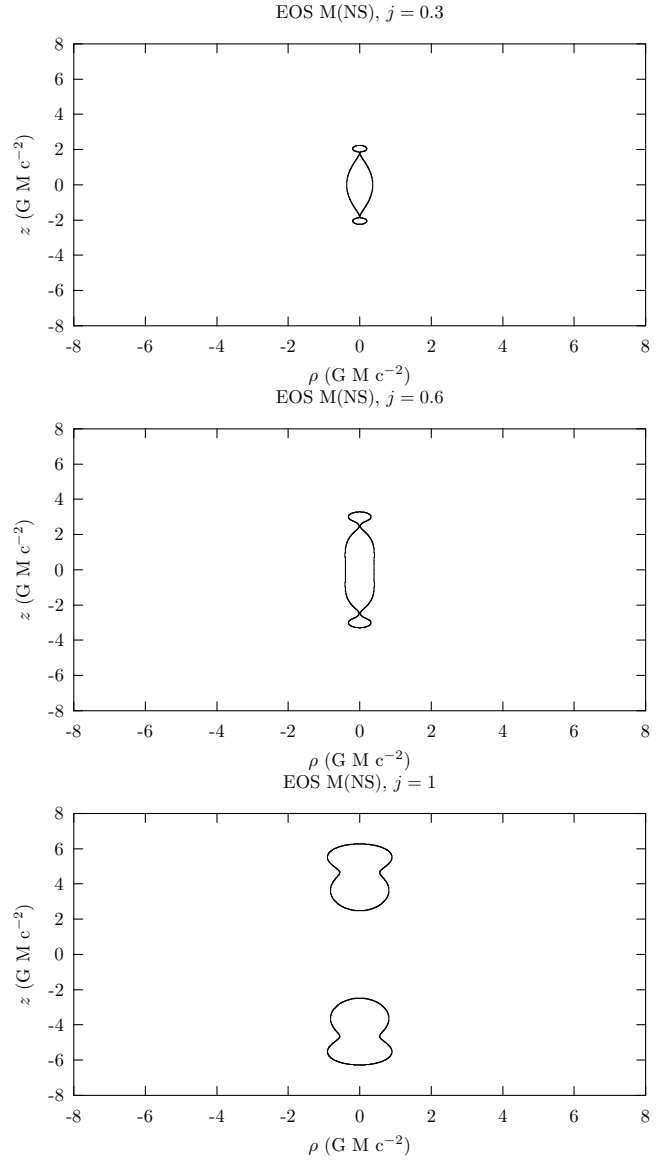 EOS M(NS), j = 0.3
8
6
4
2
0
-2
-4
-6
-8
z (G M c⁻²)
-8 -6 -4 -2 0 2 4 6 8
ρ (G M c⁻²)
EOS M(NS), j = 0.6
8
6
4
2
0
-2
-4
-6
-8
z (G M c⁻²)
-8 -6 -4 -2 0 2 4 6 8
ρ (G M c⁻²)
EOS M(NS), j = 1
8
6
4
2
0
-2
-4
-6
-8
z (G M c⁻²)
-8 -6 -4 -2 0 2 4 6 8
ρ (G M c⁻²)